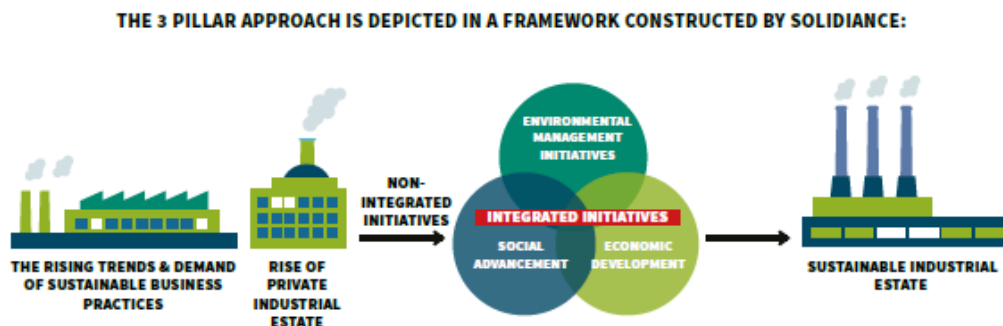 THE 3 PILLAR APPROACH IS DEPICTED IN A FRAMEWORK CONSTRUCTED BY SOLIDIANCE:
THE RISING TRENDS & DEMAND
OF SUSTAINABLE BUSINESS
PRACTICES
RISE OF
PRIVATE
INDUSTRIAL
ESTATE
NON-
INTEGRATED
INITIATIVES
ENVIRONMENTAL
MANAGEMENT
INITIATIVES
INTEGRATED INITIATIVES
SOCIAL
ADVANCEMENT
ECONOMIC
DEVELOPMENT
SUSTAINABLE INDUSTRIAL
ESTATE